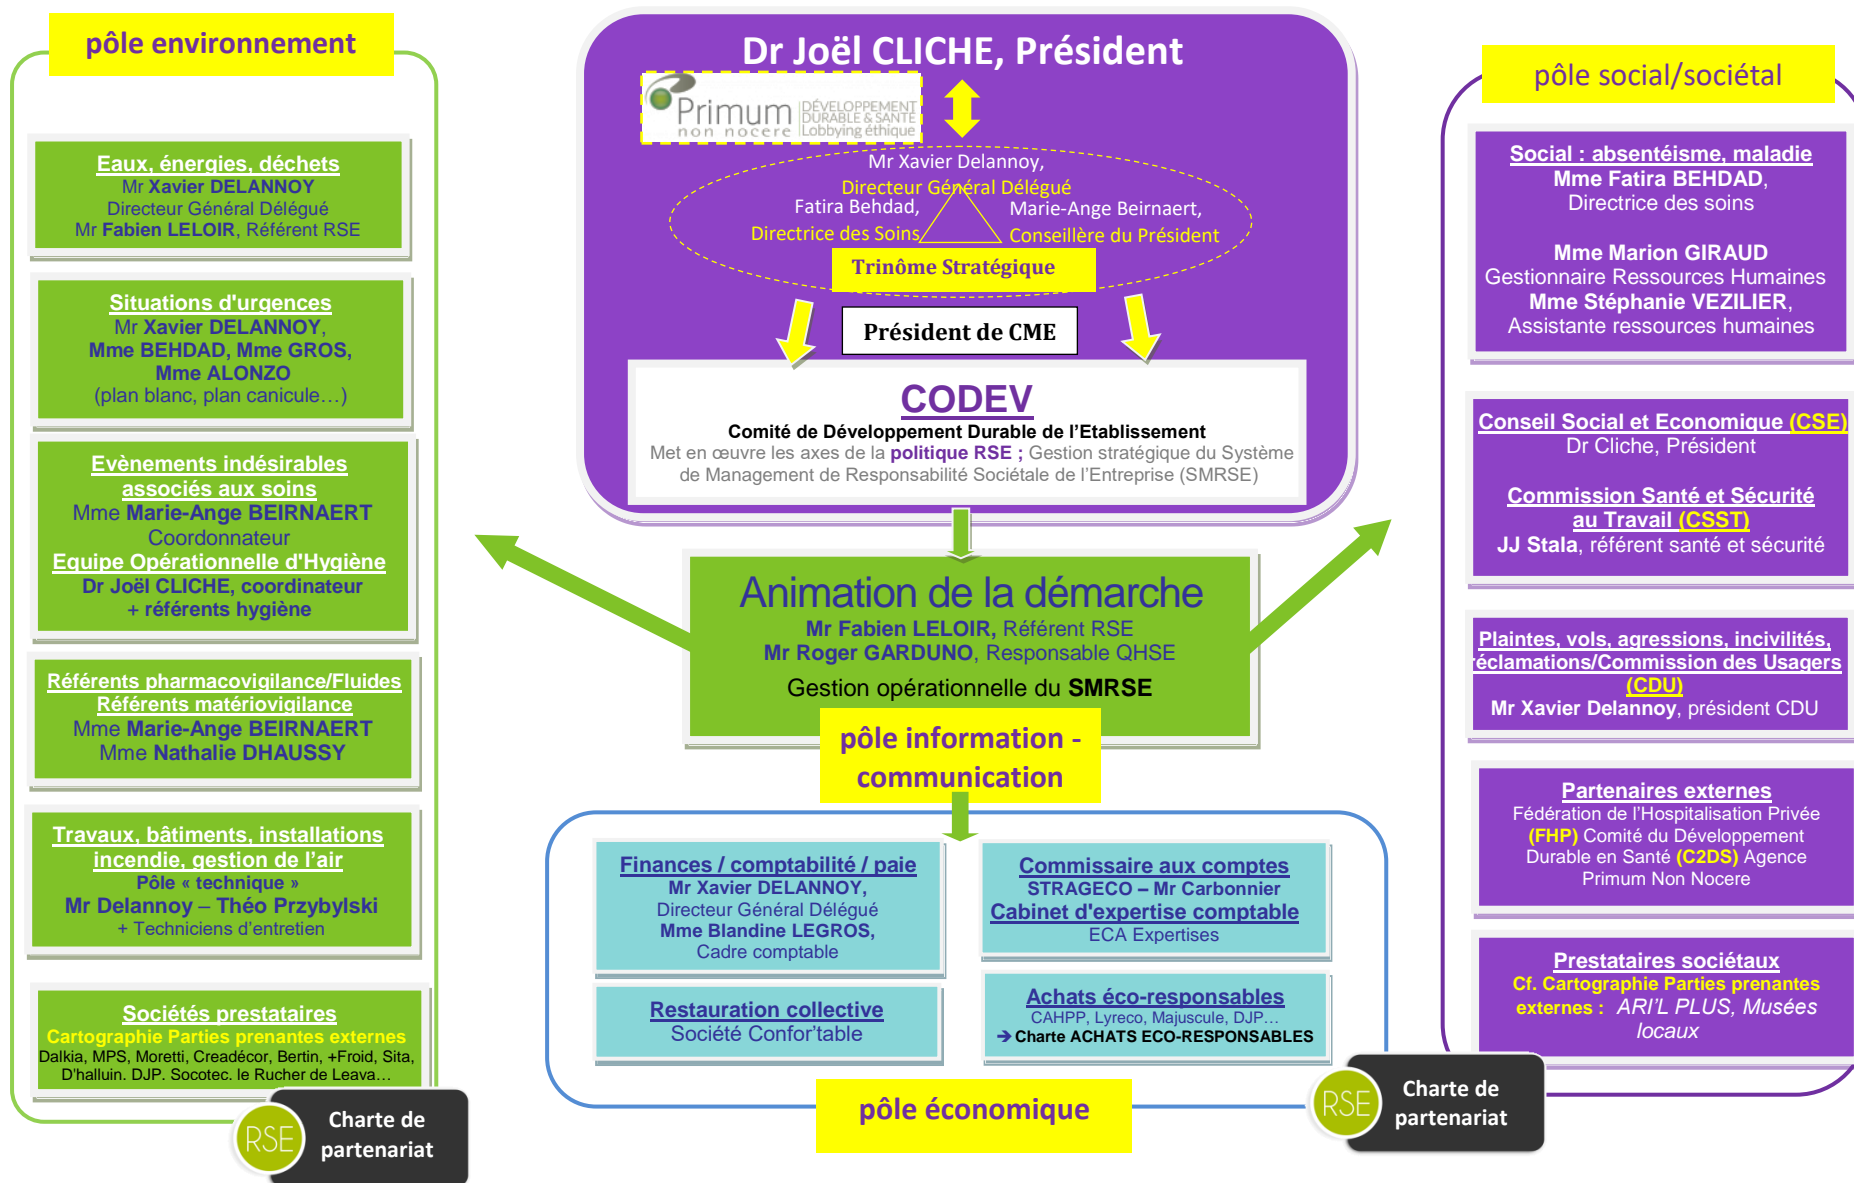 pôle environnement
Eaux, énergies, déchets
Mr Xavier DELANNOY
Directeur Général Délégué
Mr Fabien LELOIR, Référent RSE
Situations d'urgences
Mr Xavier DELANNOY,
Mme BEHDAD, Mme GROS,
Mme ALONZO
(plan blanc, plan canicule…)
Evènements indésirables
associés aux soins
Mme Marie-Ange BEIRNAERT
Coordonnateur
Equipe Opérationnelle d'Hygiène
Dr Joël CLICHE, coordinateur
+ référents hygiène
Référents pharmacovigilance/Fluides
Référents matériovigilance
Mme Marie-Ange BEIRNAERT
Mme Nathalie DHAUSSY
Travaux, bâtiments, installations
incendie, gestion de l'air
Pôle « technique »
Mr Delannoy – Théo Przybylski
+ Techniciens d'entretien
Sociétés prestataires
Cartographie Parties prenantes externes
Dalkia, MPS, Moretti, Creadécor, Bertin, +Froid, Sita,
D'halluin. DJP. Socotec. le Rucher de Leava…
RSE
Charte de
partenariat
Dr Joël CLICHE, Président
Primum
non nocere
DÉVELOPPEMENT
DURABLE & SANTÉ
Lobbying éthique
Mr Xavier Delannoy,
Directeur Général Délégué
Fatira Behdad,
Directrice des Soins
Marie-Ange Beirnaert,
Conseillère du Président
Trinôme Stratégique
Président de CME
CODEV
Comité de Développement Durable de l'Etablissement
Met en œuvre les axes de la politique RSE ; Gestion stratégique du Système
de Management de Responsabilité Sociétale de l'Entreprise (SMRSE)
Animation de la démarche
Mr Fabien LELOIR, Référent RSE
Mr Roger GARDUNO, Responsable QHSE
Gestion opérationnelle du SMRSE
pôle information -
communication
Finances / comptabilité / paie
Mr Xavier DELANNOY,
Directeur Général Délégué
Mme Blandine LEGROS,
Cadre comptable
Commissaire aux comptes
STRAGECO – Mr Carbonnier
Cabinet d'expertise comptable
ECA Expertises
Restauration collective
Société Confor'table
Achats éco-responsables
CAHPP, Lyreco, Majuscule, DJP…
➔ Charte ACHATS ECO-RESPONSABLES
pôle économique
RSE
Charte de
partenariat
pôle social/sociétal
Social : absentéisme, maladie
Mme Fatira BEHDAD,
Directrice des soins
Mme Marion GIRAUD
Gestionnaire Ressources Humaines
Mme Stéphanie VEZILIER,
Assistante ressources humaines
Conseil Social et Economique (CSE)
Dr Cliche, Président
Commission Santé et Sécurité
au Travail (CSST)
JJ Stala, référent santé et sécurité
Plaintes, vols, agressions, incivilités,
réclamations/Commission des Usagers
(CDU)
Mr Xavier Delannoy, président CDU
Partenaires externes
Fédération de l'Hospitalisation Privée
(FHP) Comité du Développement
Durable en Santé (C2DS) Agence
Primum Non Nocere
Prestataires sociétaux
Cf. Cartographie Parties prenantes
externes : ARI'L PLUS, Musées
locaux